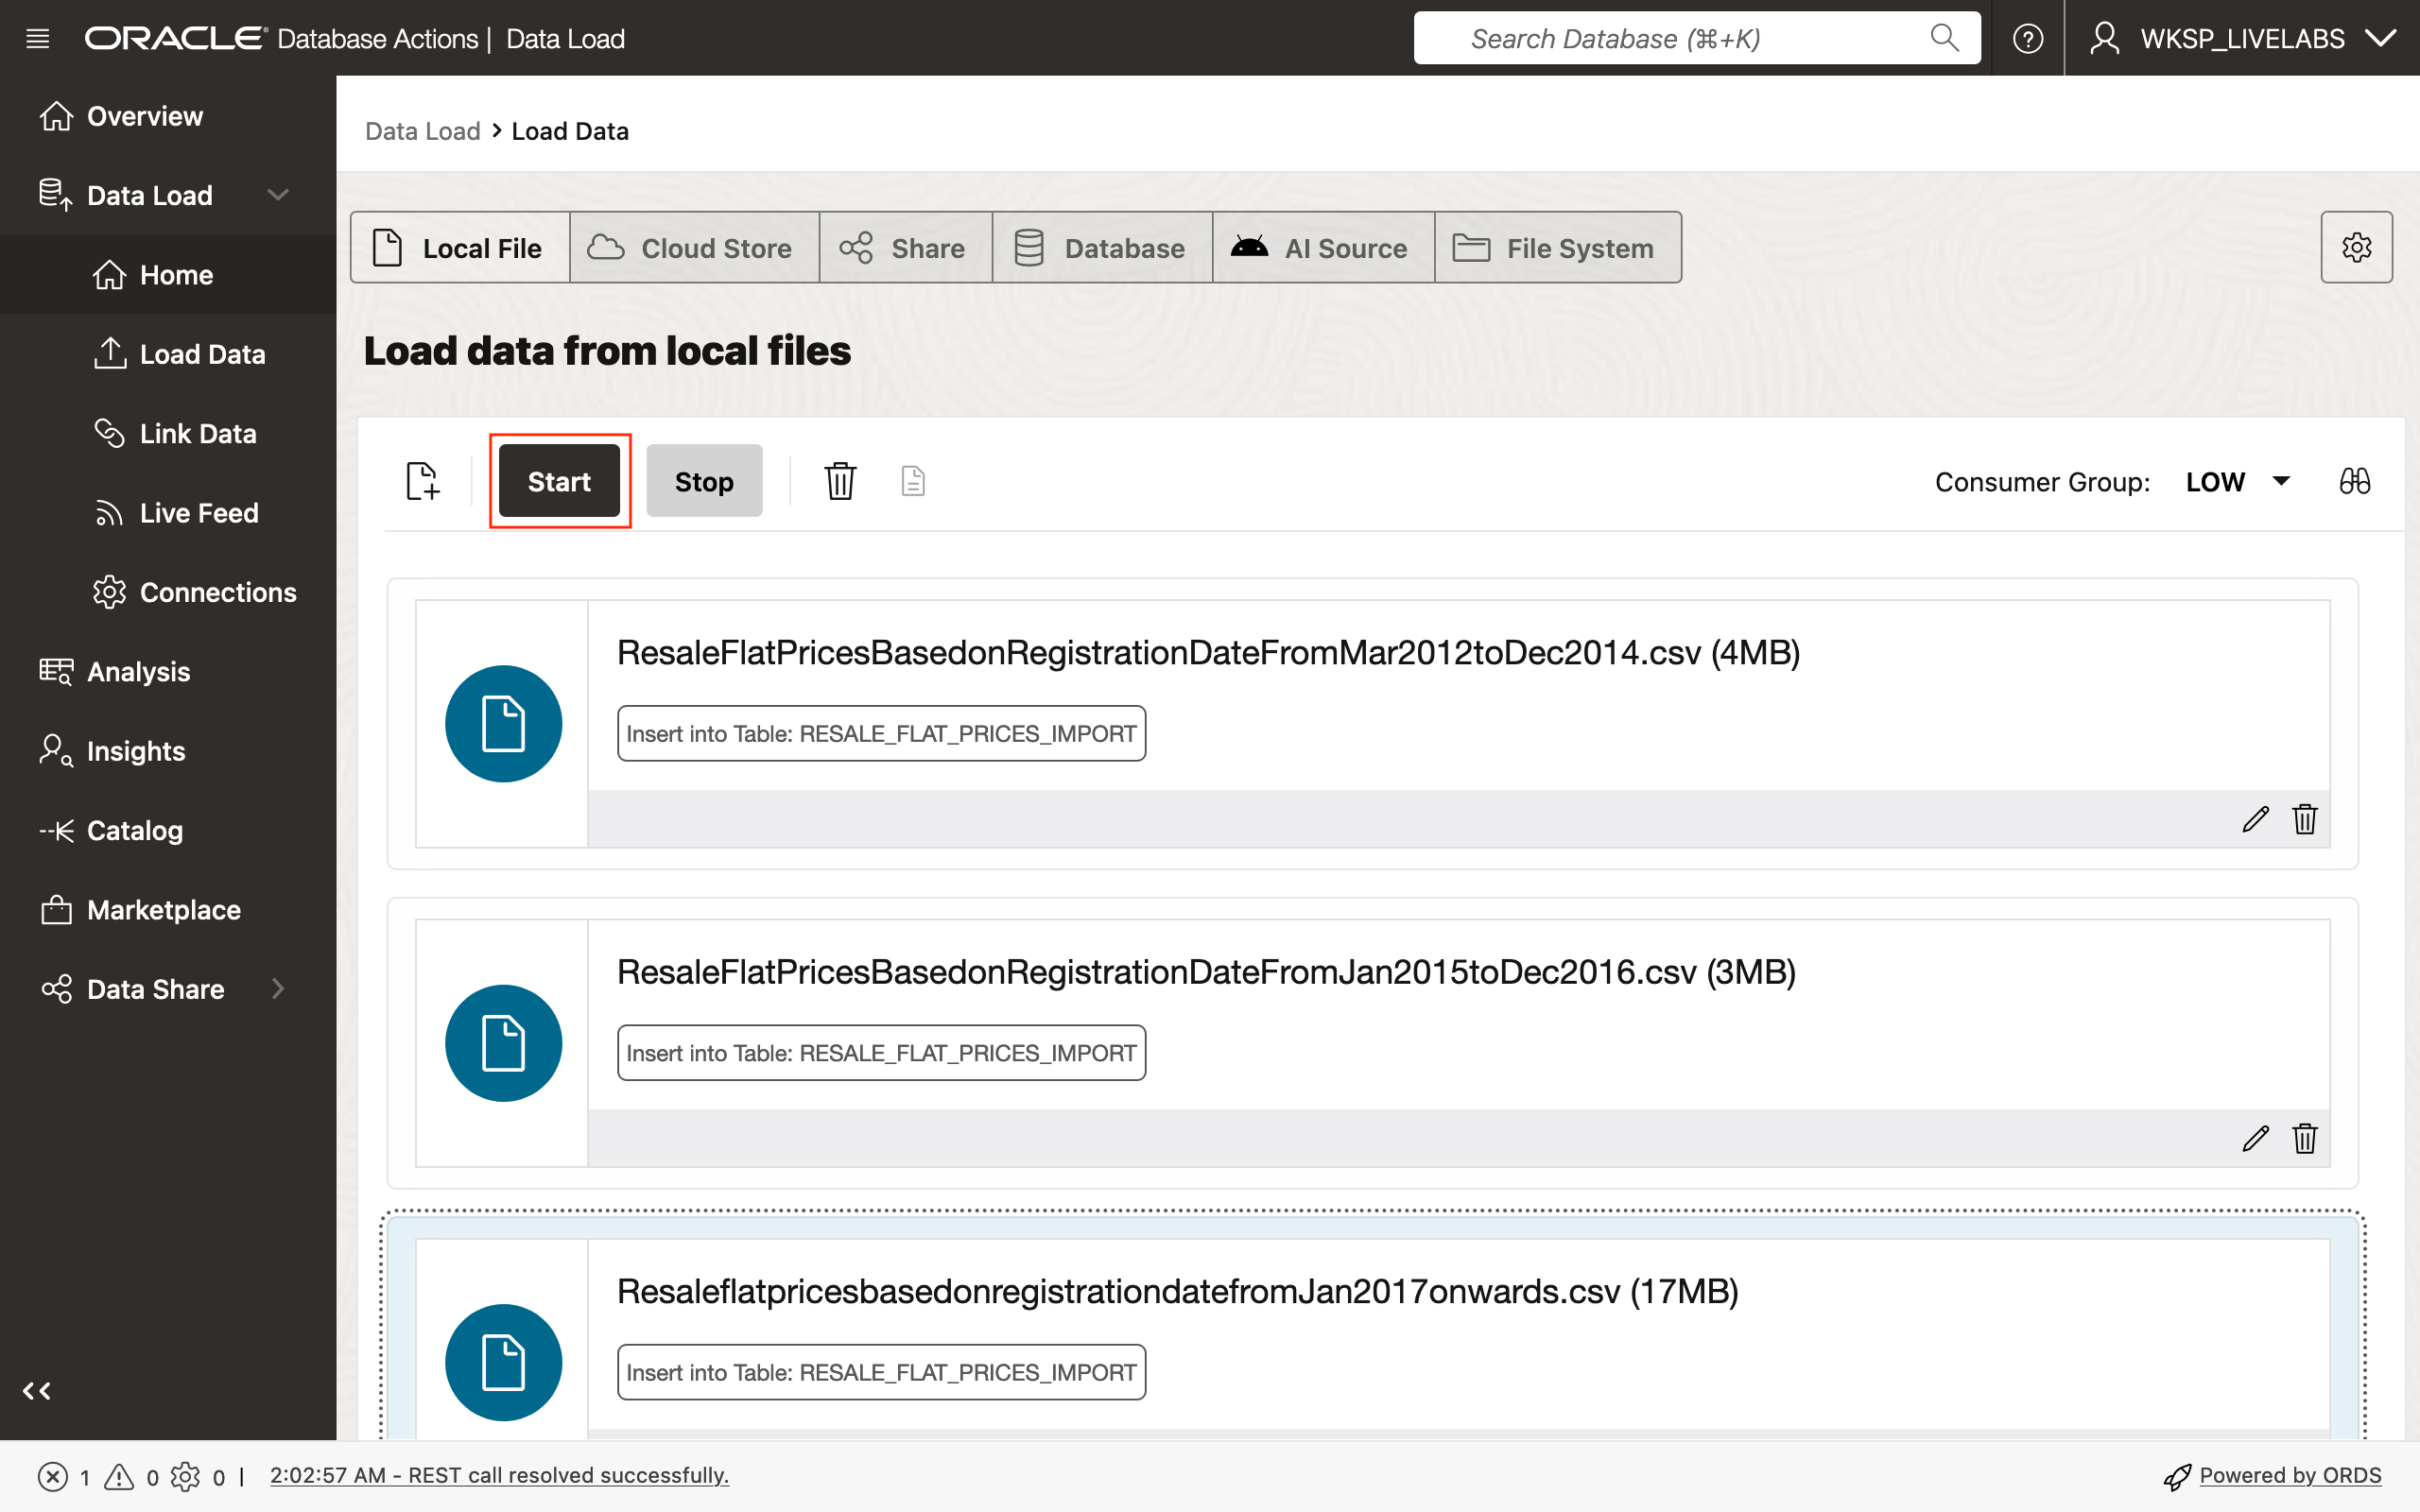 ORACLE® Database Actions | Data Load
Search Database (⌘+K)
WKSP_LIVELABS
Overview
Data Load
Home
Load Data
Link Data
Live Feed
Connections
Analysis
Insights
Catalog
Marketplace
Data Share
Data Load > Load Data
Local File
Cloud Store
Share
Database
AI Source
File System
Load data from local files
Start
Stop
Consumer Group: LOW
ResaleFlatPricesBasedonRegistrationDateFromMar2012toDec2014.csv (4MB)
Insert into Table: RESALE_FLAT_PRICES_IMPORT
ResaleFlatPricesBasedonRegistrationDateFromJan2015toDec2016.csv (3MB)
Insert into Table: RESALE_FLAT_PRICES_IMPORT
ResaleflatpricesbasedonregistrationdatefromJan2017onwards.csv (17MB)
Insert into Table: RESALE_FLAT_PRICES_IMPORT
1 0 0 | 2:02:57 AM - REST call resolved successfully.
Powered by ORDS